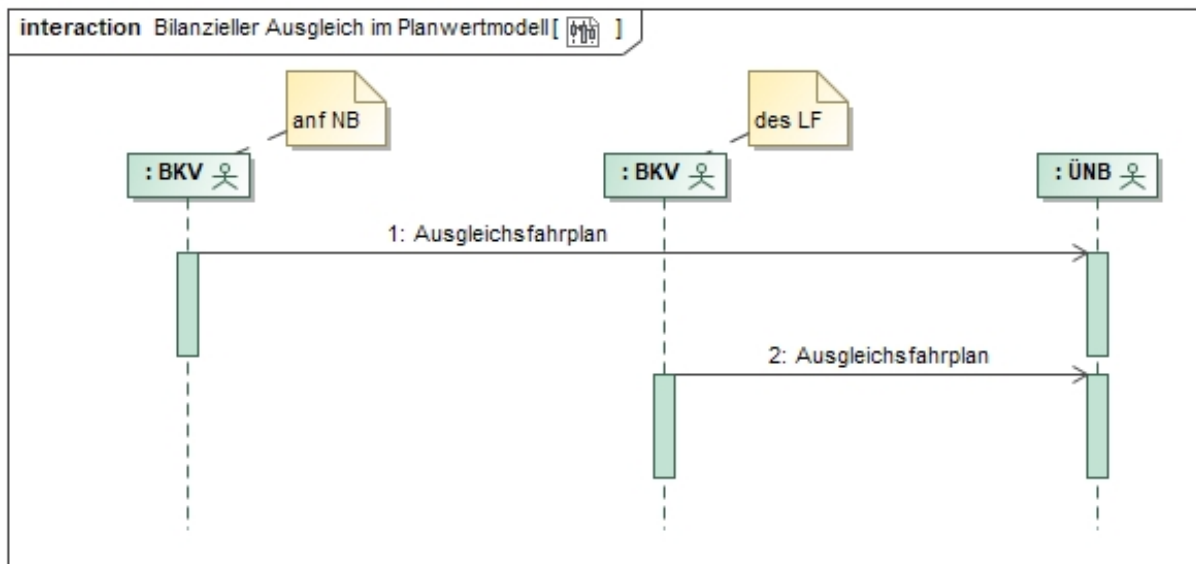 interaction Bilanzieller Ausgleich im Planwertmodell [ ]
anf NB
des LF
: BKV
: BKV
: ÜNB
1: Ausgleichsfahrplan
2: Ausgleichsfahrplan